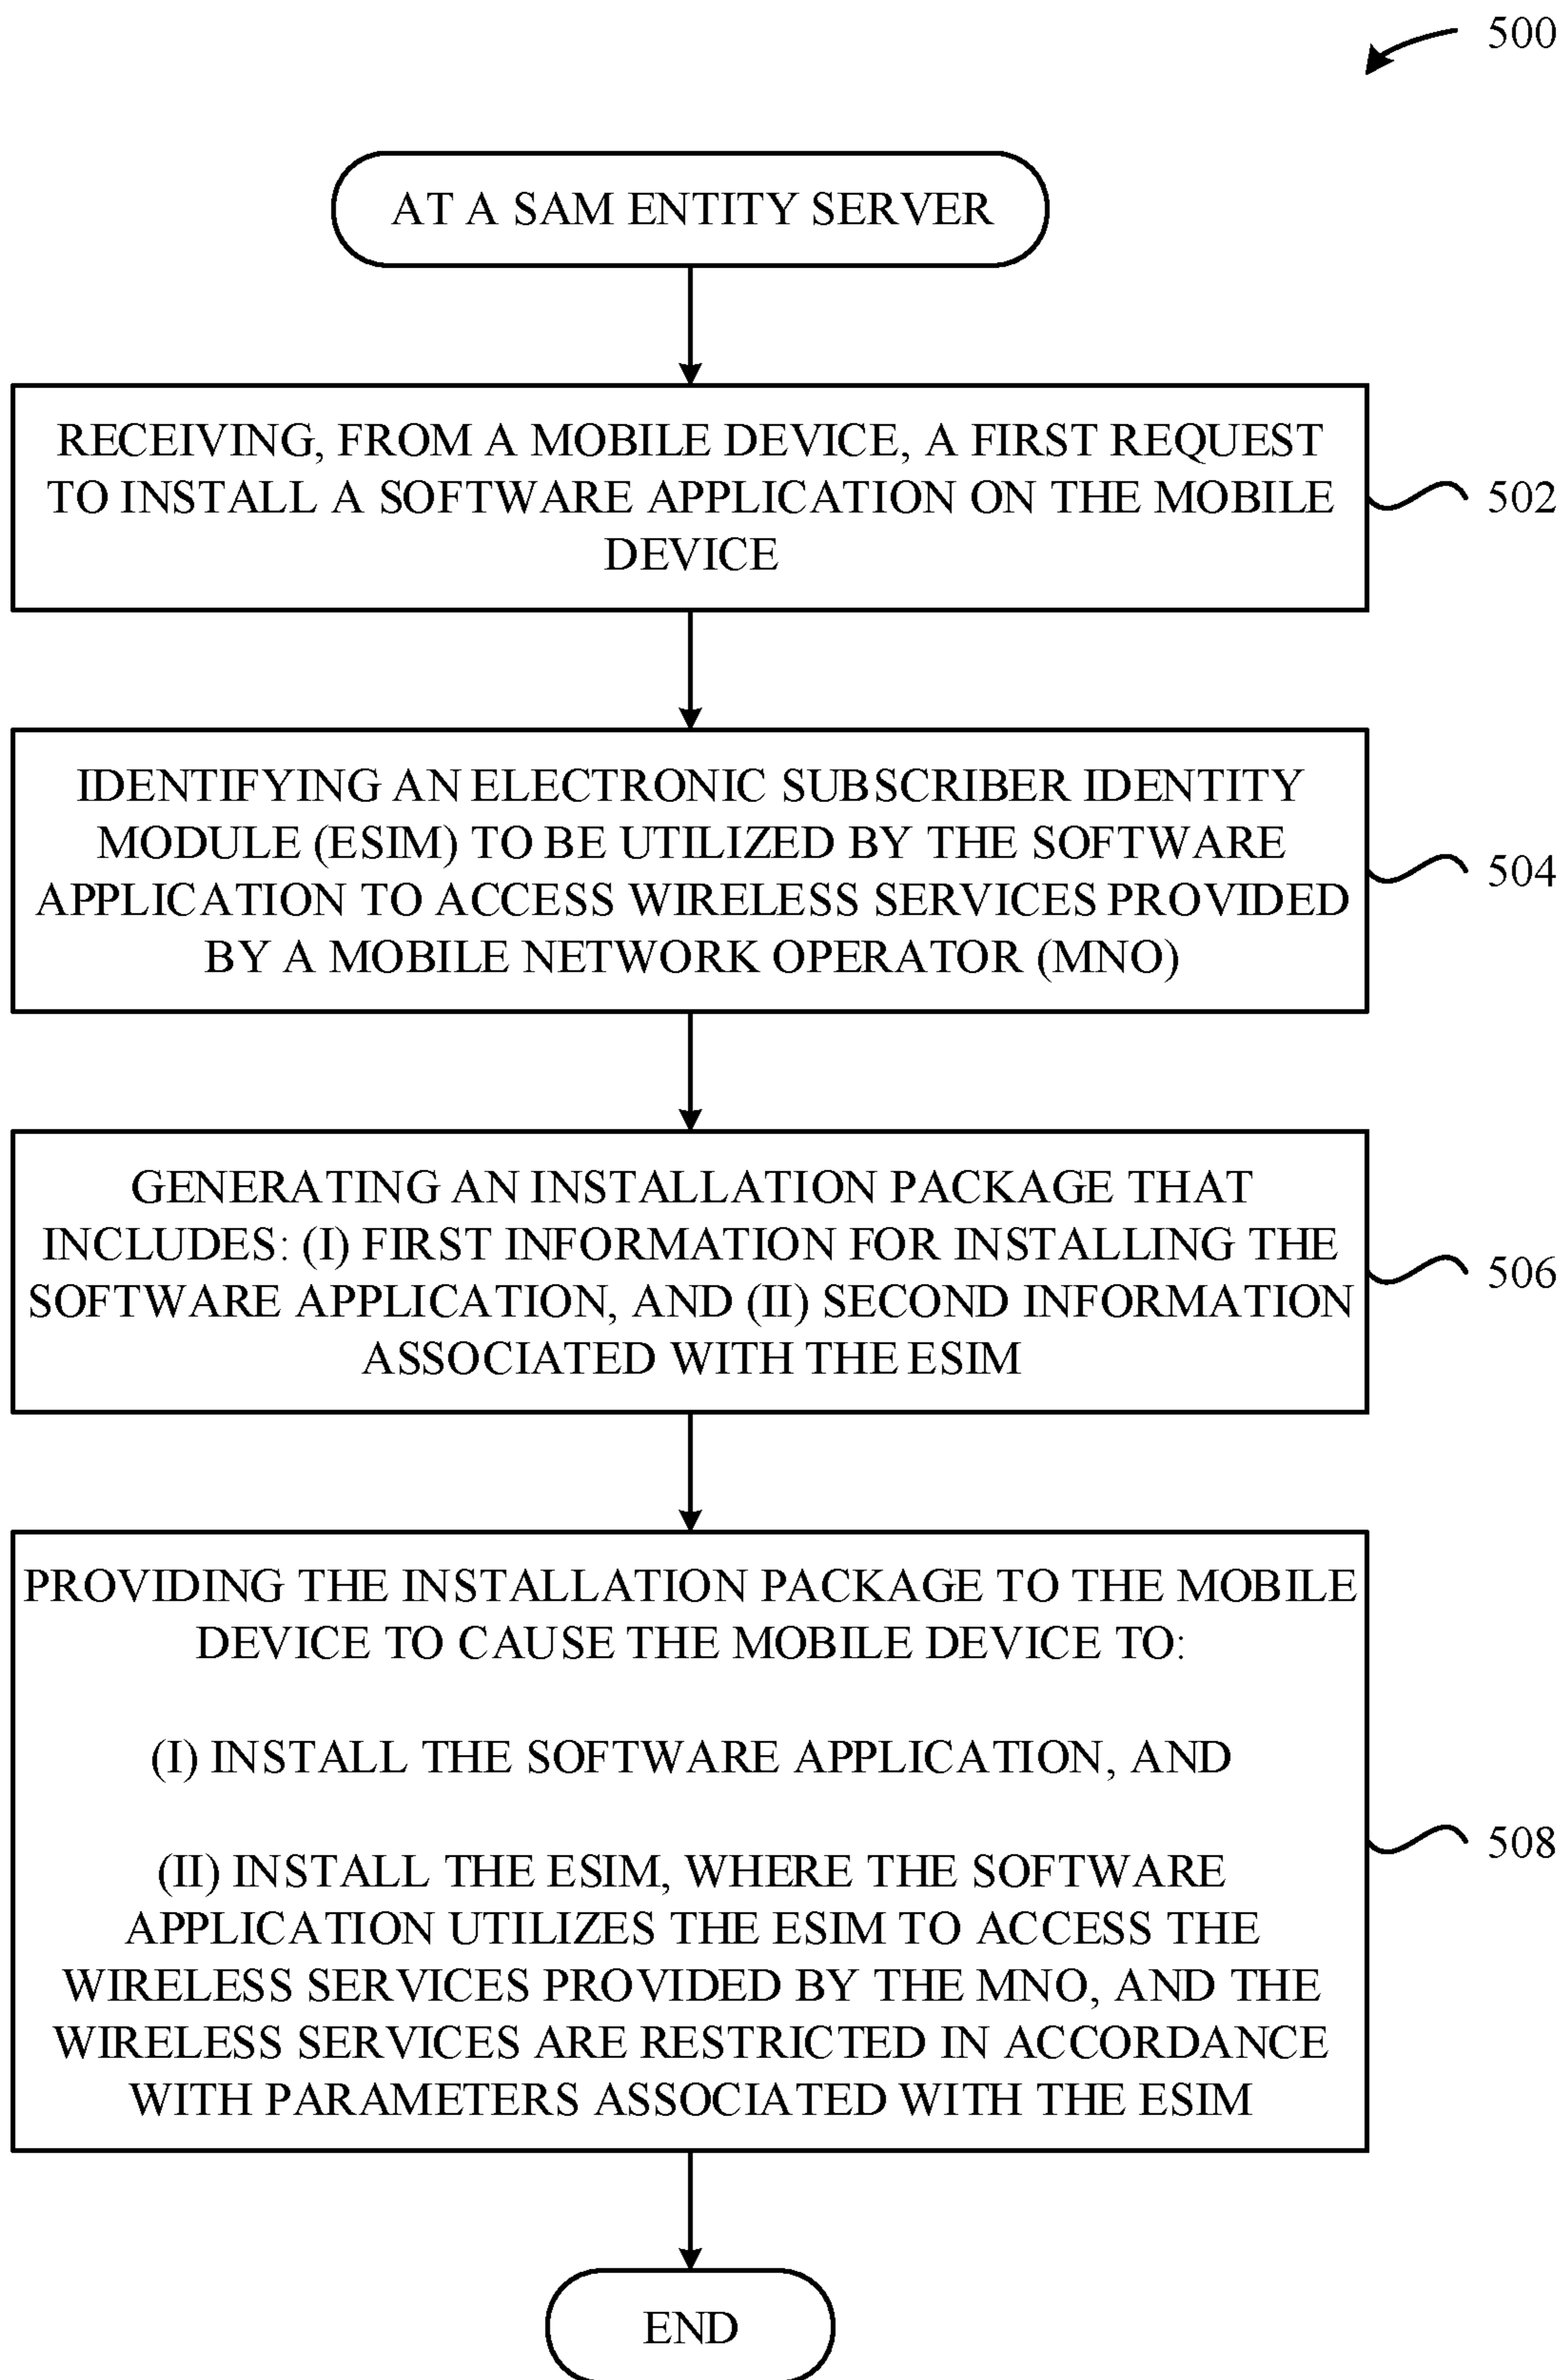 500
AT A SAM ENTITY SERVER
RECEIVING, FROM A MOBILE DEVICE, A FIRST REQUEST
TO INSTALL A SOFTWARE APPLICATION ON THE MOBILE
DEVICE
502
IDENTIFYING AN ELECTRONIC SUBSCRIBER IDENTITY
MODULE (ESIM) TO BE UTILIZED BY THE SOFTWARE
APPLICATION TO ACCESS WIRELESS SERVICES PROVIDED
BY A MOBILE NETWORK OPERATOR (MNO)
504
GENERATING AN INSTALLATION PACKAGE THAT
INCLUDES: (I) FIRST INFORMATION FOR INSTALLING THE
SOFTWARE APPLICATION, AND (II) SECOND INFORMATION
ASSOCIATED WITH THE ESIM
506
PROVIDING THE INSTALLATION PACKAGE TO THE MOBILE
DEVICE TO CAUSE THE MOBILE DEVICE TO:
(I) INSTALL THE SOFTWARE APPLICATION, AND
(II) INSTALL THE ESIM, WHERE THE SOFTWARE
APPLICATION UTILIZES THE ESIM TO ACCESS THE
WIRELESS SERVICES PROVIDED BY THE MNO, AND THE
WIRELESS SERVICES ARE RESTRICTED IN ACCORDANCE
WITH PARAMETERS ASSOCIATED WITH THE ESIM
508
END